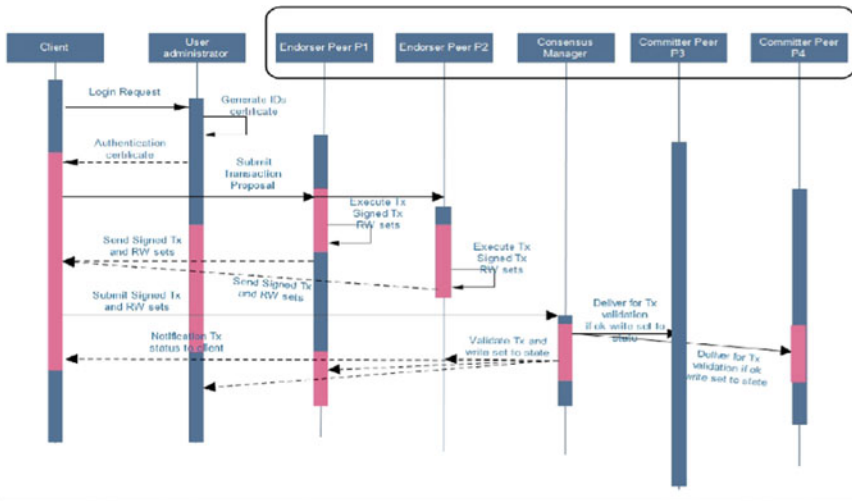 Client
User
administrator
Endorser Peer P1
Endorser Peer P2
Consensus
Manager
Committer Peer
P3
Committer Peer
P4
Login Request
Generate IDs
certificate
Authentication
certificate
Submit
Transaction
Proposal
Execute Tx
Signed Tx
RW sets
Send Signed Tx
and RW sets
Execute Tx
Signed Tx
RW sets
Send Signed Tx
and RW sets
Submit Signed Tx
and RW sets
Deliver for Tx
validation
if ok write set to
state
Notification Tx
status to client
Validate Tx and
write set to state
Deliver for Tx
validation if ok
write set to state